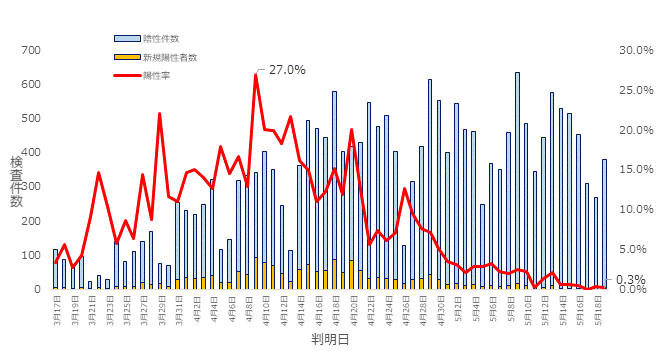 陰性件数
新規陽性者数
陽性率
27.0%
700
600
500
400
300
200
100
0
検査件数
30.0%
25.0%
20.0%
15.0%
10.0%
5.0%
0.3%
0.0%
3月17日
3月19日
3月21日
3月23日
3月25日
3月27日
3月29日
3月31日
4月2日
4月4日
4月6日
4月8日
4月10日
4月12日
4月14日
4月16日
4月18日
4月20日
4月22日
4月24日
4月26日
4月28日
4月30日
5月2日
5月4日
5月6日
5月8日
5月10日
5月12日
5月14日
5月16日
5月18日
判明日